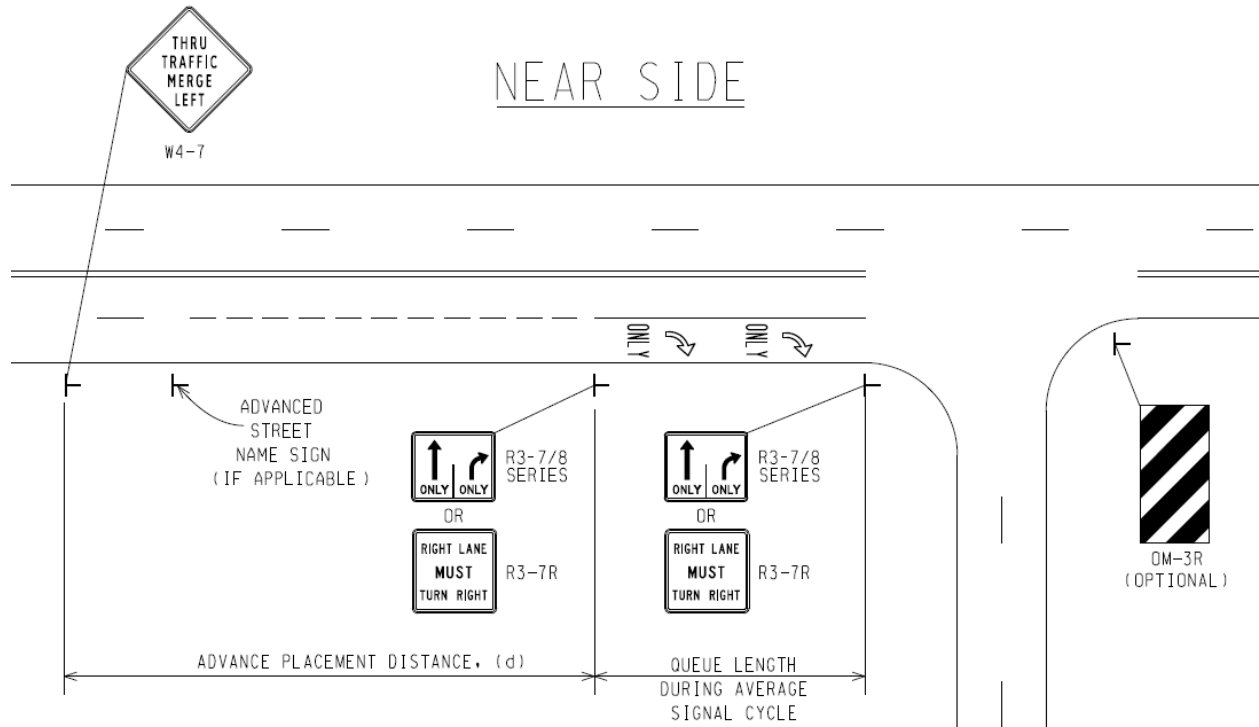 THRU
TRAFFIC
MERGE
LEFT
W4-7
NEAR SIDE
ONLY
ONLY
ADVANCED
STREET
NAME SIGN
(IF APPLICABLE)
ONLY ONLY
R3-7/8
SERIES
OR
RIGHT LANE
MUST
TURN RIGHT
R3-7R
ONLY ONLY
R3-7/8
SERIES
OR
RIGHT LANE
MUST
TURN RIGHT
R3-7R
OM-3R
(OPTIONAL)
ADVANCE PLACEMENT DISTANCE, (d)
QUEUE LENGTH
DURING AVERAGE
SIGNAL CYCLE